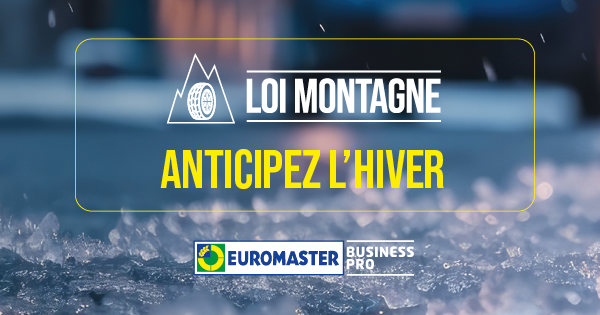 LOI MONTAGNE
ANTICIPEZ L’HIVER
EUROMASTER
BUSINESS
PRO